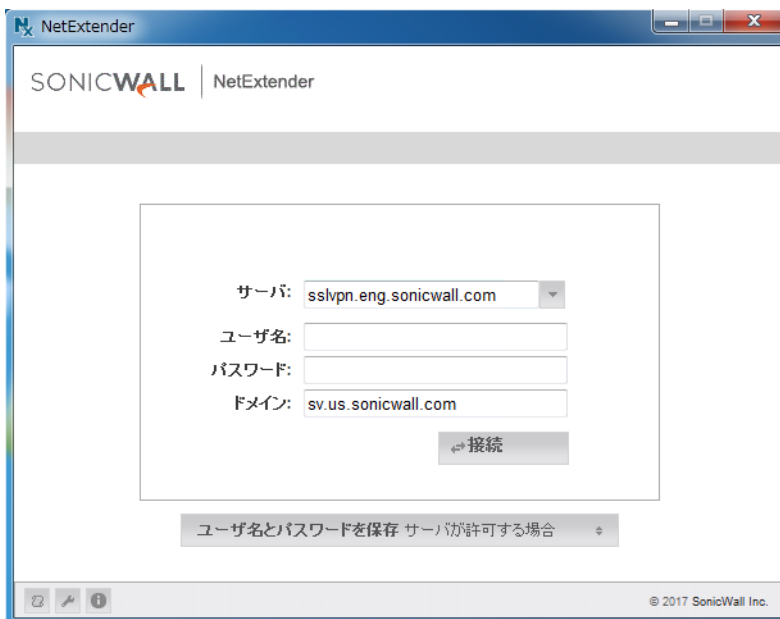 NetExtender
SONICWALL NetExtender
サーバ: sslvpn.eng.sonicwall.com
ユーザ名:
パスワード:
ドメイン: sv.us.sonicwall.com
接続
ユーザ名とパスワードを保存 サーバが許可する場合
© 2017 SonicWall Inc.